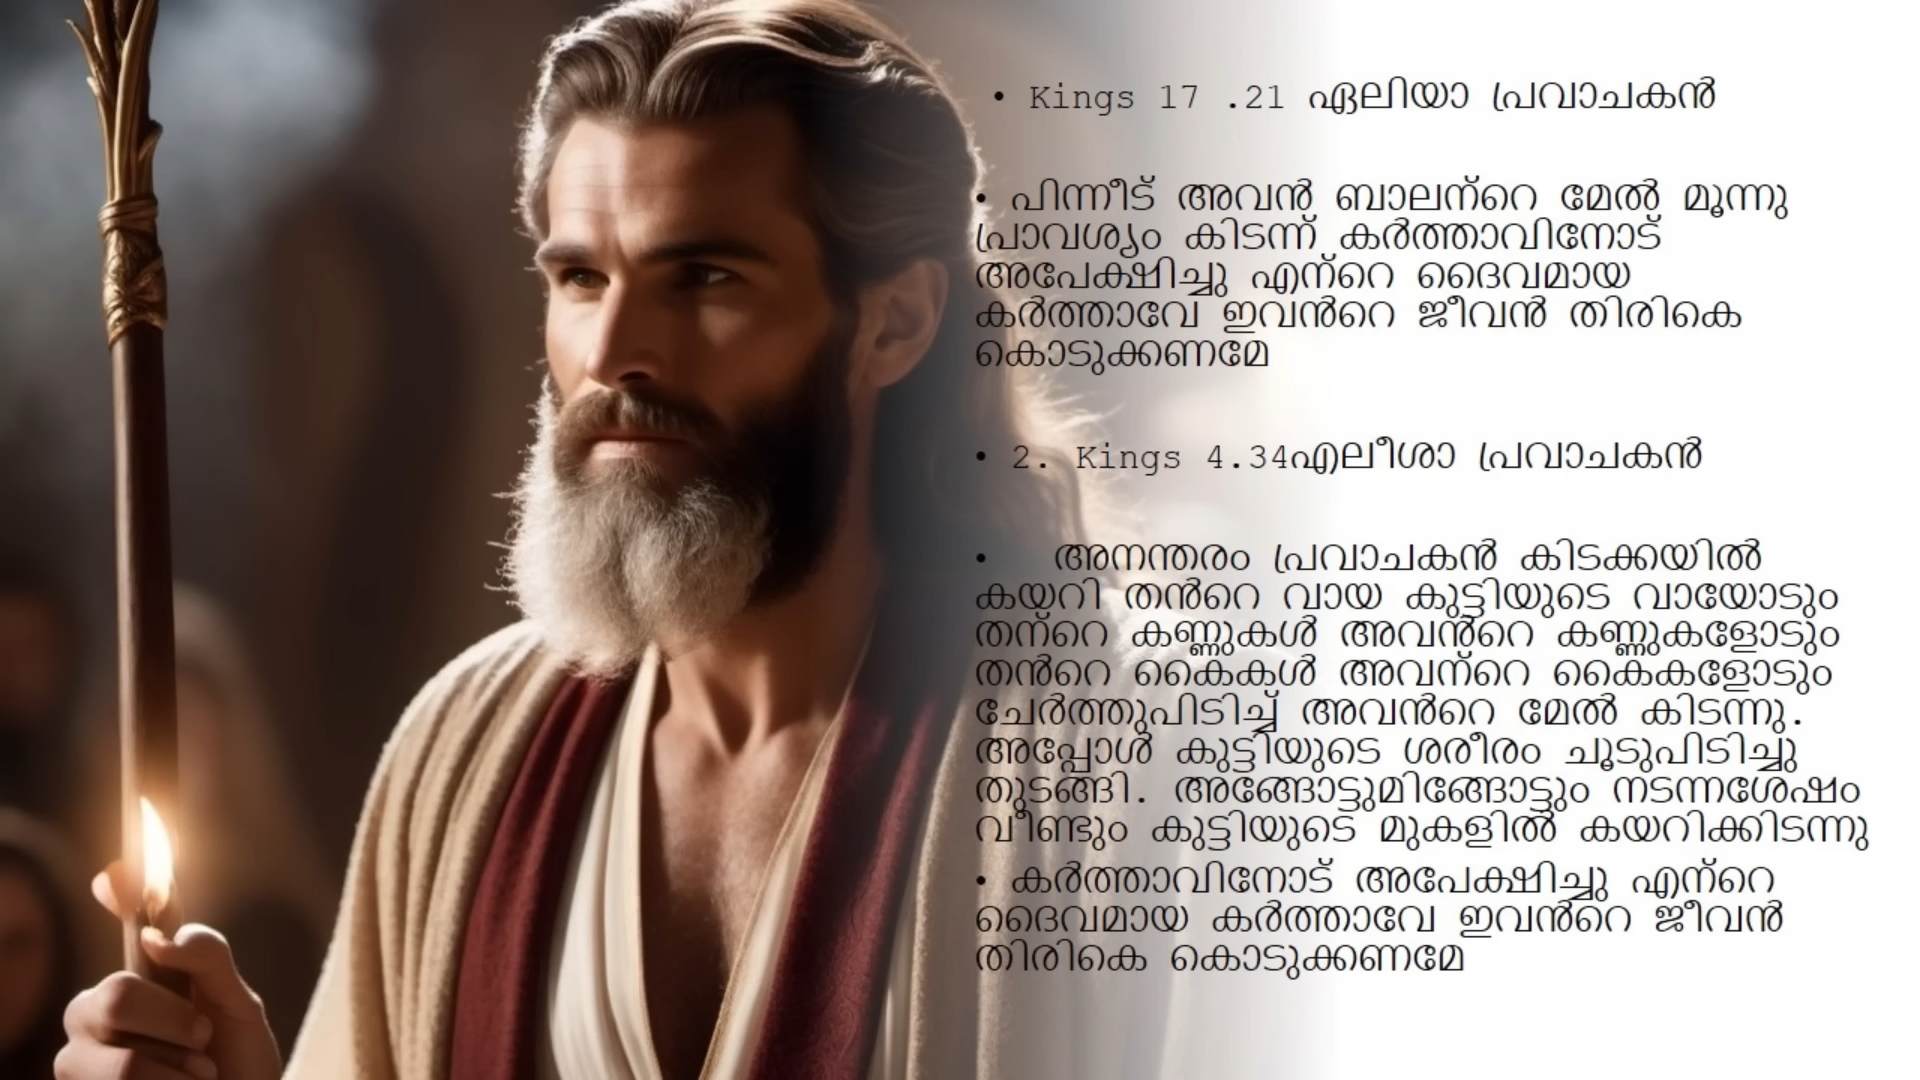 • Kings 17 .21 ഏലിയാ പ്രവാചകൻ
• പിന്നീട് അവൻ ബാലന്റെ മേൽ മൂന്നു
പ്രാവശ്യം കിടന്ന് കർത്താവിനോട്
അപേക്ഷിച്ചു എന്റെ ദൈവമായ
കർത്താവേ ഇവൻറെ ജീവൻ തിരികെ
കൊടുക്കണമേ
• 2. Kings 4.34എലീശാ പ്രവാചകൻ
• അനന്തരം പ്രവാചകൻ കിടക്കയിൽ
കയറി തൻറെ വായ കുട്ടിയുടെ വായോടും
തന്റെ കണ്ണുകൾ അവൻറെ കണ്ണുകളോടും
തൻറെ കൈകൾ അവന്റെ കൈകളോടും
ചേർത്തുപിടിച്ച് അവൻറെ മേൽ കിടന്നു.
അപ്പോൾ കുട്ടിയുടെ ശരീരം ചൂടുപിടിച്ചു
തുടങ്ങി. അങ്ങോട്ടുമിങ്ങോട്ടും നടന്നശേഷം
വീണ്ടും കുട്ടിയുടെ മുകളിൽ കയറിക്കിടന്നു
• കർത്താവിനോട് അപേക്ഷിച്ചു എന്റെ
ദൈവമായ കർത്താവേ ഇവൻറെ ജീവൻ
തിരികെ കൊടുക്കണമേ